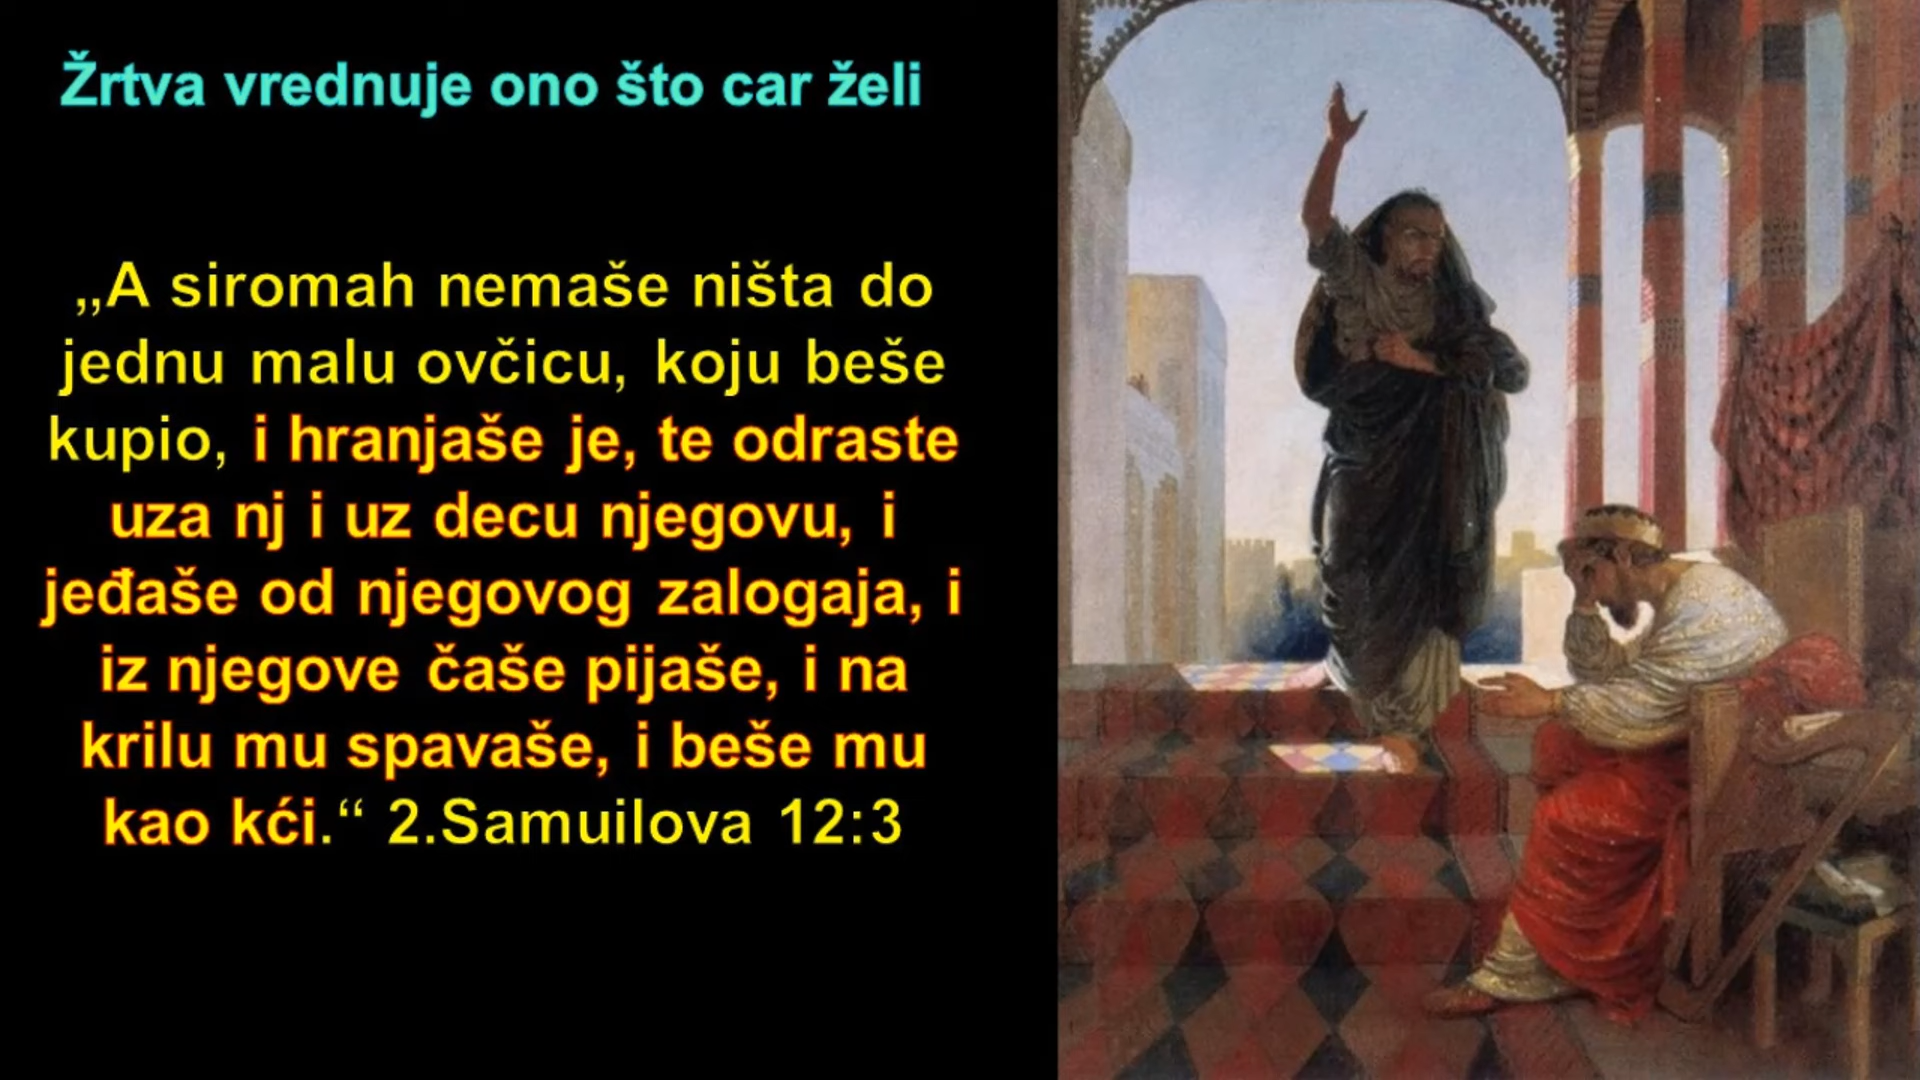 Žrtva vrednuje ono što car želi
„A siromah nemaše ništa do
jednu malu ovčicu, koju beše
kupio, i hranjaše je, te odraste
uza nj i uz decu njegovu, i
jeđaše od njegovog zalogaja, i
iz njegove čaše pijaše, i na
krilu mu spavaše, i beše mu
kao kći.“ 2.Samuilova 12:3